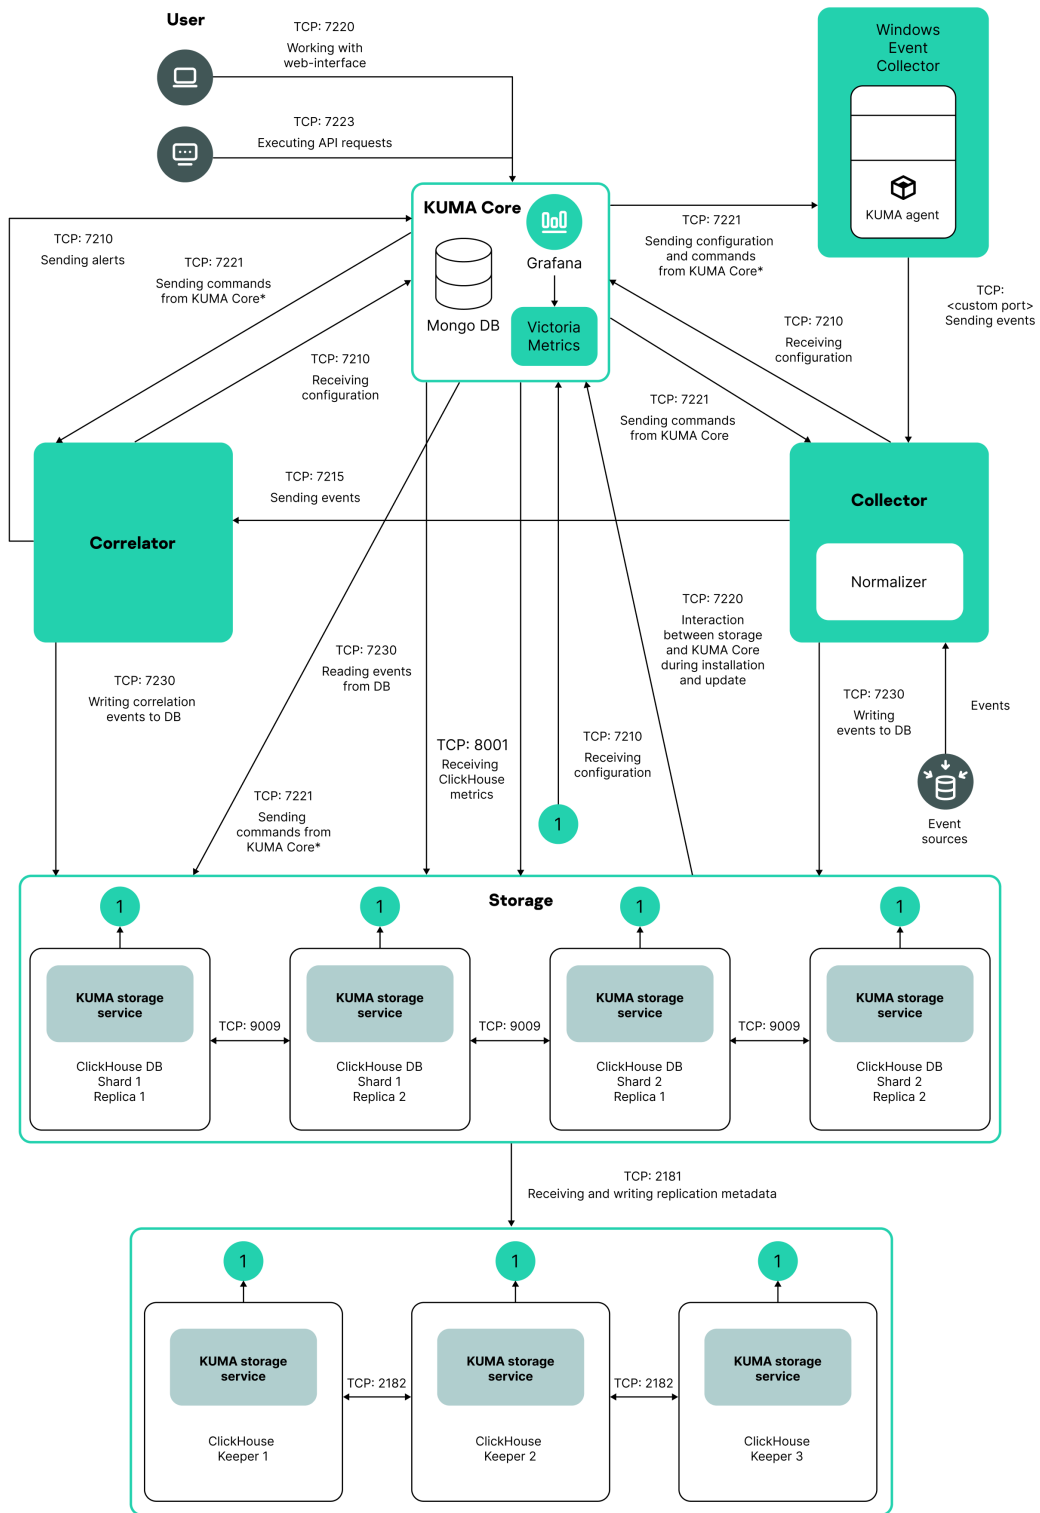 User
TCP: 7220
Working with
web-interface
TCP: 7223
Executing API requests
Windows
Event
Collector
KUMA agent
KUMA Core
Grafana
Mongo DB
Victoria
Metrics
TCP: 7210
Sending alerts
TCP: 7221
Sending commands
from KUMA Core*
TCP: 7210
Receiving
configuration
TCP: 7221
Sending configuration
and commands
from KUMA Core*
TCP:
<custom port>
Sending events
TCP: 7210
Receiving
configuration
TCP: 7221
Sending commands
from KUMA Core
TCP: 7215
Sending events
Correlator
Collector
Normalizer
TCP: 7230
Writing correlation
events to DB
TCP: 7230
Reading events
from DB
TCP: 7220
Interaction
between storage
and KUMA Core
during installation
and update
TCP: 7230
Writing
events to DB
Events
TCP: 8001
Receiving
ClickHouse
metrics
TCP: 7210
Receiving
configuration
TCP: 7221
Sending
commands from
KUMA Core*
1
Event
sources
Storage
1
1
1
1
KUMA storage
service
KUMA storage
service
KUMA storage
service
KUMA storage
service
TCP: 9009
TCP: 9009
TCP: 9009
ClickHouse DB
Shard 1
Replica 1
ClickHouse DB
Shard 1
Replica 2
ClickHouse DB
Shard 2
Replica 1
ClickHouse DB
Shard 2
Replica 2
TCP: 2181
Receiving and writing replication metadata
1
1
1
KUMA storage
service
KUMA storage
service
KUMA storage
service
TCP: 2182
TCP: 2182
ClickHouse
Keeper 1
ClickHouse
Keeper 2
ClickHouse
Keeper 3